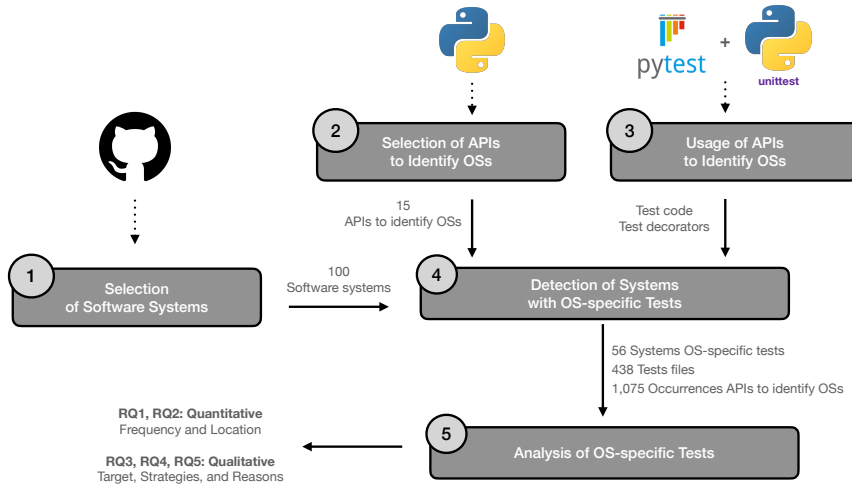 pytest
+
unittest
2
Selection of APIs
to Identify OSs
3
Usage of APIs
to Identify OSs
15
APIs to identify OSs
Test code
Test decorators
1
Selection
of Software Systems
100
Software systems
4
Detection of Systems
with OS-specific Tests
56 Systems OS-specific tests
438 Tests files
1,075 Occurrences APIs to identify OSs
RQ1, RQ2: Quantitative
Frequency and Location
RQ3, RQ4, RQ5: Qualitative
Target, Strategies, and Reasons
5
Analysis of OS-specific Tests